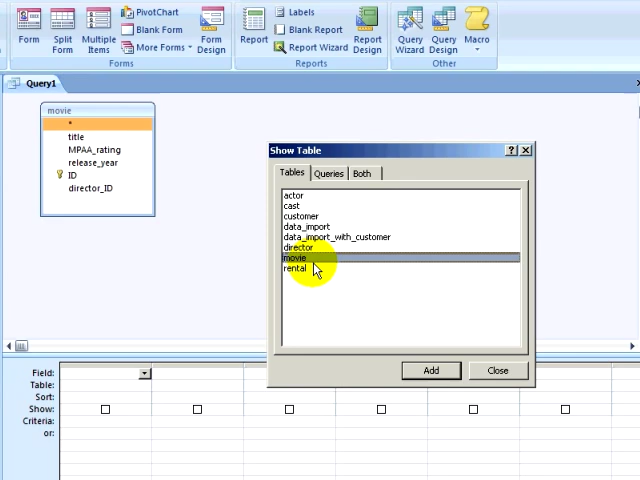 Form
Split Form
Multiple Items
PivotChart
Blank Form
More Forms
Form Design
Forms
Report
Labels
Blank Report
Report Wizard
Report Design
Reports
Query Wizard
Query Design
Macro
Other
Query1
movie
*
title
MPAA_rating
release_year
ID
director_ID
Show Table
Tables
Queries
Both
actor
cast
customer
data_import
data_import_with_customer
director
movie
rental
Add
Close
Field:
Table:
Sort:
Show:
Criteria:
or: